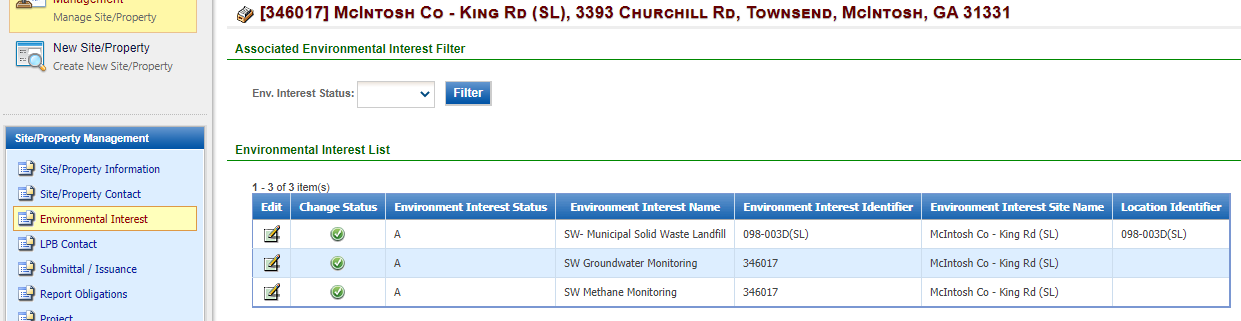 Management
Manage Site/Property
New Site/Property
Create New Site/Property
Site/Property Management
Site/Property Information
Site/Property Contact
Environmental Interest
LPB Contact
Submittal / Issuance
Report Obligations
Project
[346017] McIntosh Co - King Rd (SL), 3393 Churchill Rd, Townsend, McIntosh, GA 31331
Associated Environmental Interest Filter
Env. Interest Status: Filter
Environmental Interest List
1 - 3 of 3 item(s)
Edit Change Status Environment Interest Status Environment Interest Name Environment Interest Identifier Environment Interest Site Name Location Identifier
A SW- Municipal Solid Waste Landfill 098-003D(SL) McIntosh Co - King Rd (SL) 098-003D(SL)
A SW Groundwater Monitoring 346017 McIntosh Co - King Rd (SL)
A SW Methane Monitoring 346017 McIntosh Co - King Rd (SL)